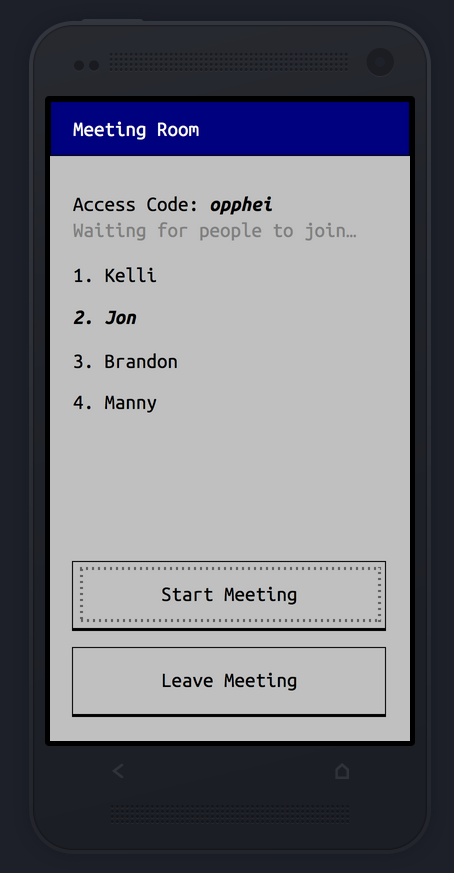 Meeting Room
Access Code: opphei
Waiting for people to join…
1. Kelli
2. Jon
3. Brandon
4. Manny
Start Meeting
Leave Meeting